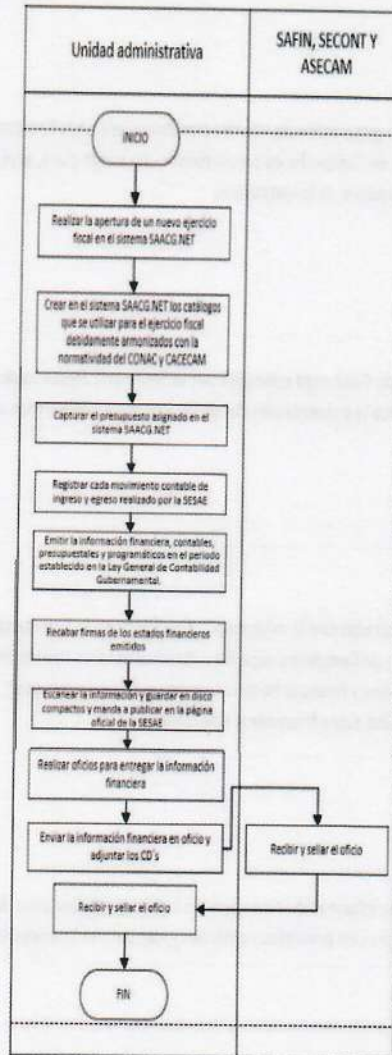 Unidad administrativa
SAFIN, SECONT Y
ASECAM
INICIO
Realizar la apertura de un nuevo ejercicio
fiscal en el sistema SAACG.NET
Crear en el sistema SAACG.NET los catálogos
que se utilizar para el ejercicio fiscal
debidamente armonizados con la
normatividad del CONAC y CACECAM
Capturar el presupuesto asignado en el
sistema SAACG.NET
Registrar cada movimiento contable de
ingreso y egreso realizado por la SESAE
Emitir la información financiera, contables,
presupuestales y programáticos en el periodo
establecido en la Ley General de Contabilidad
Gubernamental.
Recabar firmas de los estados financieros
emitidos
Escanear la información y guardar en disco
compactos y manda a publicar en la página
oficial de la SESAE
Realizar oficios para entregar la información
financiera
Enviar la información financiera en oficio y
adjuntar los CD´s
Recibir y sellar el oficio
Recibir y sellar el oficio
FIN